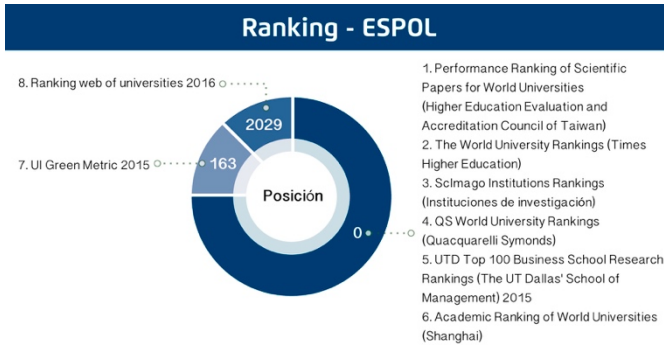 Ranking - ESPOL
8. Ranking web of universities 2016
2029
7. UI Green Metric 2015
163
Posición
0
1. Performance Ranking of Scientific
Papers for World Universities
(Higher Education Evaluation and
Accreditation Council of Taiwan)
2. The World University Rankings (Times
Higher Education)
3. ScImago Institutions Rankings
(Instituciones de investigación)
4. QS World University Rankings
(Quacquarelli Symonds)
5. UTD Top 100 Business School Research
Rankings (The UT Dallas' School of
Management) 2015
6. Academic Ranking of World Universities
(Shanghai)